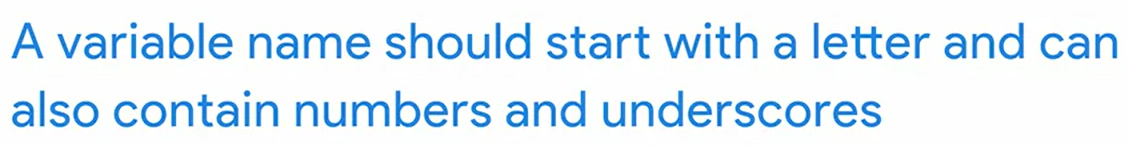 A variable name should start with a letter and can
also contain numbers and underscores